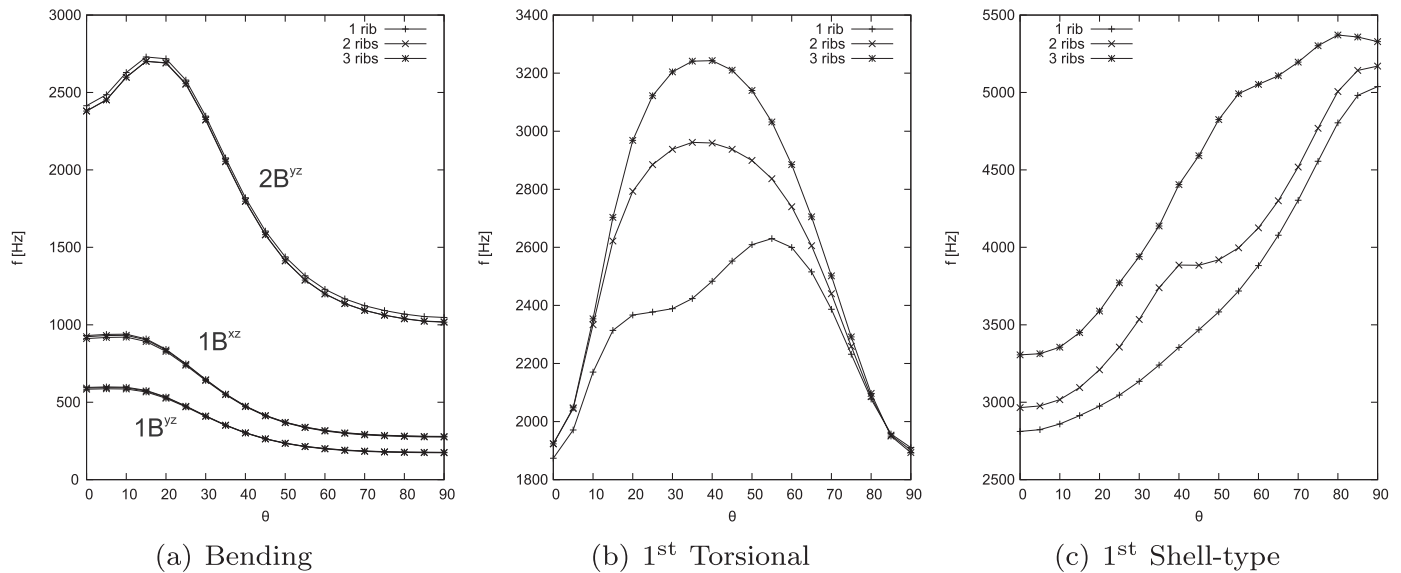 3000
2500
2000
1500
1000
500
0
f [Hz]
0 10 20 30 40 50 60 70 80 90
θ
1 rib
2 ribs
3 ribs
2B^yz
1B^xz
1B^yz
(a) Bending
3400
3200
3000
2800
2600
2400
2200
2000
1800
f [Hz]
0 10 20 30 40 50 60 70 80 90
θ
1 rib
2 ribs
3 ribs
(b) 1st Torsional
5500
5000
4500
4000
3500
3000
2500
f [Hz]
0 10 20 30 40 50 60 70 80 90
θ
1 rib
2 ribs
3 ribs
(c) 1st Shell-type